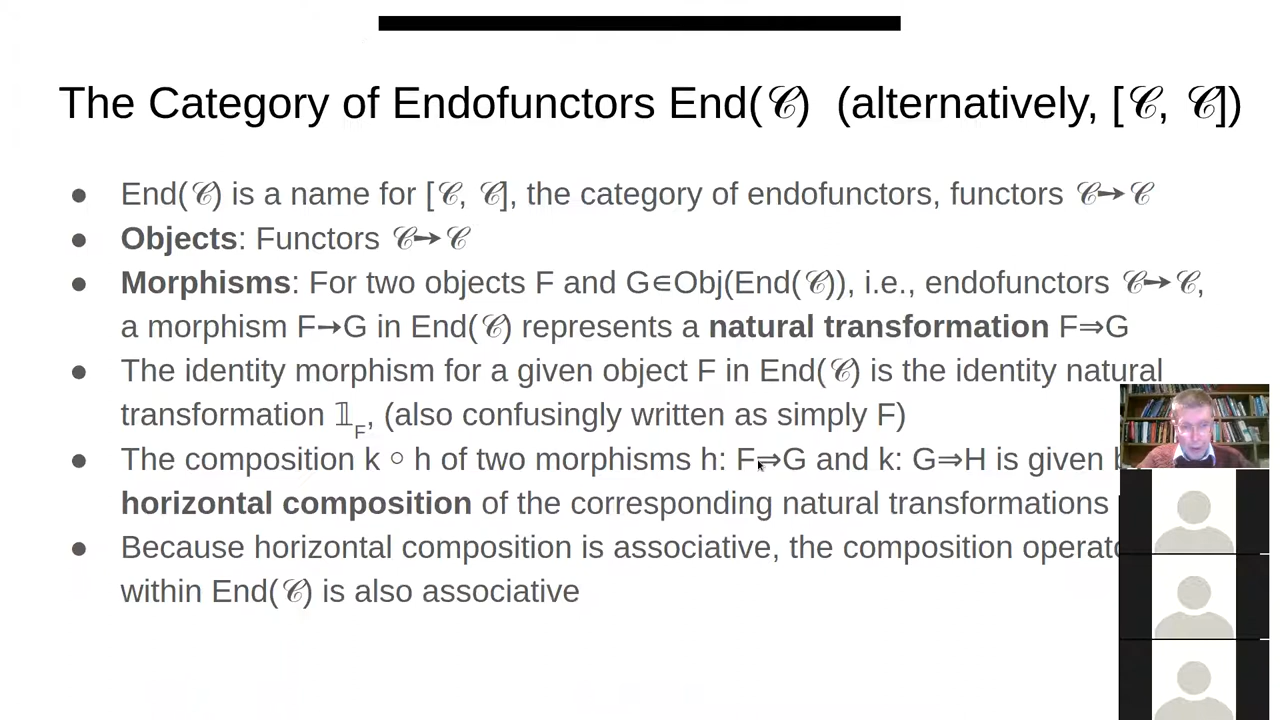 The Category of Endofunctors End(𝒞) (alternatively, [𝒞, 𝒞])
● End(𝒞) is a name for [𝒞, 𝒞], the category of endofunctors, functors 𝒞➙𝒞
● Objects: Functors 𝒞➙𝒞
● Morphisms: For two objects F and G∊Obj(End(𝒞)), i.e., endofunctors 𝒞➙𝒞,
a morphism F➙G in End(𝒞) represents a natural transformation F⇒G
● The identity morphism for a given object F in End(𝒞) is the identity natural
transformation 𝟙F, (also confusingly written as simply F)
● The composition k ○ h of two morphisms h: F⇒G and k: G⇒H is given
horizontal composition of the corresponding natural transformations
● Because horizontal composition is associative, the composition
within End(𝒞) is also associative